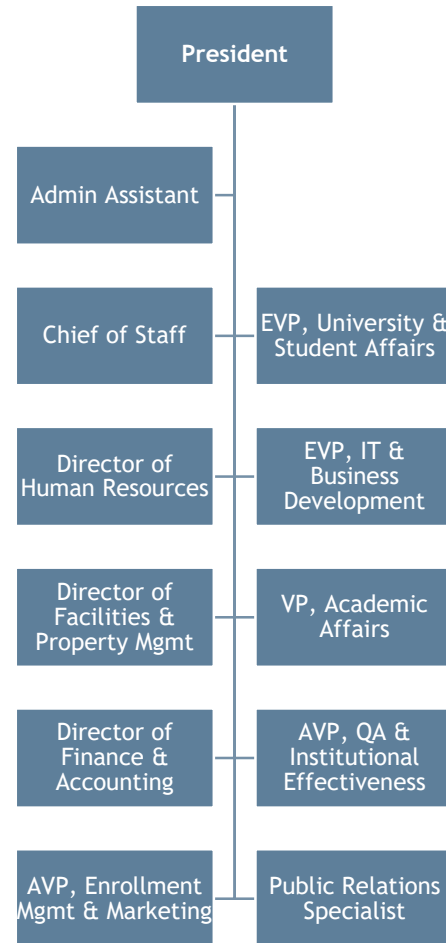 President
Admin Assistant
Chief of Staff
EVP, University &
Student Affairs
Director of
Human Resources
EVP, IT &
Business
Development
Director of
Facilities &
Property Mgmt
VP, Academic
Affairs
Director of
Finance &
Accounting
AVP, QA &
Institutional
Effectiveness
AVP, Enrollment
Mgmt & Marketing
Public Relations
Specialist